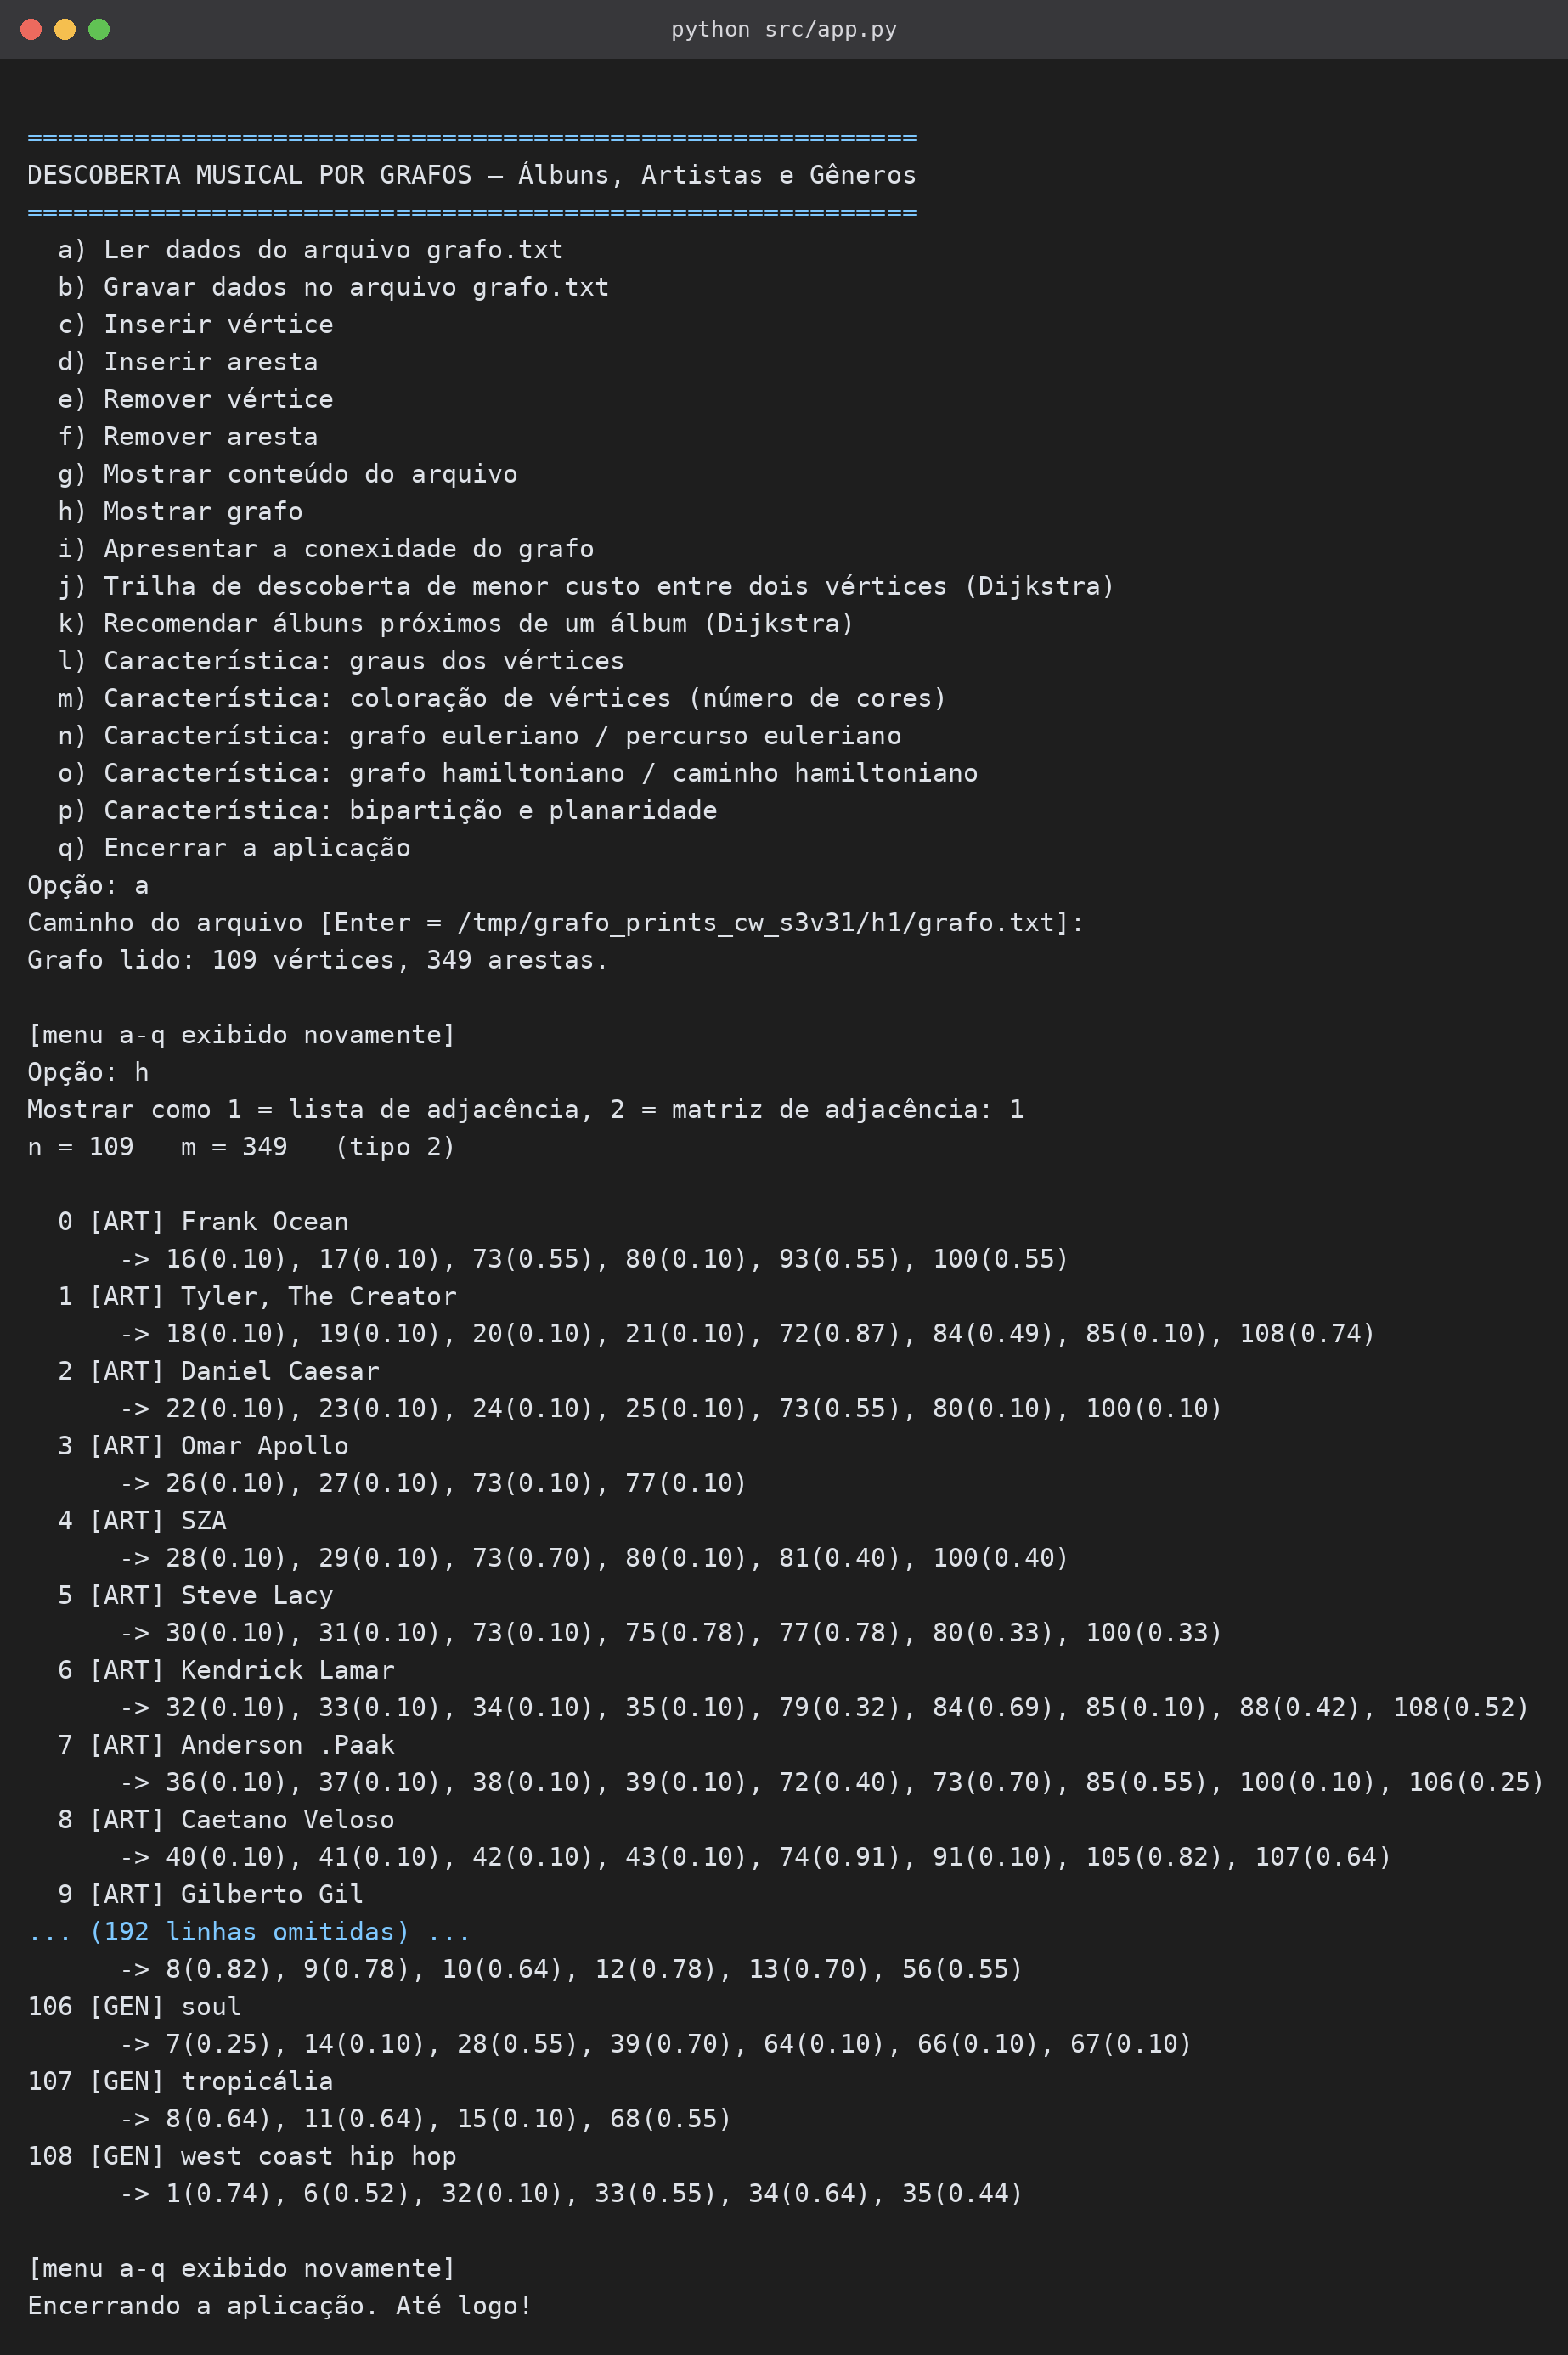 python src/app.py
==========================================================
DESCOBERTA MUSICAL POR GRAFOS — Álbuns, Artistas e Gêneros
==========================================================
  a) Ler dados do arquivo grafo.txt
  b) Gravar dados no arquivo grafo.txt
  c) Inserir vértice
  d) Inserir aresta
  e) Remover vértice
  f) Remover aresta
  g) Mostrar conteúdo do arquivo
  h) Mostrar grafo
  i) Apresentar a conexidade do grafo
  j) Trilha de descoberta de menor custo entre dois vértices (Dijkstra)
  k) Recomendar álbuns próximos de um álbum (Dijkstra)
  l) Característica: graus dos vértices
  m) Característica: coloração de vértices (número de cores)
  n) Característica: grafo euleriano / percurso euleriano
  o) Característica: grafo hamiltoniano / caminho hamiltoniano
  p) Característica: bipartição e planaridade
  q) Encerrar a aplicação
Opção: a
Caminho do arquivo [Enter = /tmp/grafo_prints_cw_s3v31/h1/grafo.txt]:
Grafo lido: 109 vértices, 349 arestas.

[menu a-q exibido novamente]
Opção: h
Mostrar como 1 = lista de adjacência, 2 = matriz de adjacência: 1
n = 109   m = 349   (tipo 2)

  0 [ART] Frank Ocean
      -> 16(0.10), 17(0.10), 73(0.55), 80(0.10), 93(0.55), 100(0.55)
  1 [ART] Tyler, The Creator
      -> 18(0.10), 19(0.10), 20(0.10), 21(0.10), 72(0.87), 84(0.49), 85(0.10), 108(0.74)
  2 [ART] Daniel Caesar
      -> 22(0.10), 23(0.10), 24(0.10), 25(0.10), 73(0.55), 80(0.10), 100(0.10)
  3 [ART] Omar Apollo
      -> 26(0.10), 27(0.10), 73(0.10), 77(0.10)
  4 [ART] SZA
      -> 28(0.10), 29(0.10), 73(0.70), 80(0.10), 81(0.40), 100(0.40)
  5 [ART] Steve Lacy
      -> 30(0.10), 31(0.10), 73(0.10), 75(0.78), 77(0.78), 80(0.33), 100(0.33)
  6 [ART] Kendrick Lamar
      -> 32(0.10), 33(0.10), 34(0.10), 35(0.10), 79(0.32), 84(0.69), 85(0.10), 88(0.42), 108(0.52)
  7 [ART] Anderson .Paak
      -> 36(0.10), 37(0.10), 38(0.10), 39(0.10), 72(0.40), 73(0.70), 85(0.55), 100(0.10), 106(0.25)
  8 [ART] Caetano Veloso
      -> 40(0.10), 41(0.10), 42(0.10), 43(0.10), 74(0.91), 91(0.10), 105(0.82), 107(0.64)
  9 [ART] Gilberto Gil
... (192 linhas omitidas) ...
      -> 8(0.82), 9(0.78), 10(0.64), 12(0.78), 13(0.70), 56(0.55)
106 [GEN] soul
      -> 7(0.25), 14(0.10), 28(0.55), 39(0.70), 64(0.10), 66(0.10), 67(0.10)
107 [GEN] tropicália
      -> 8(0.64), 11(0.64), 15(0.10), 68(0.55)
108 [GEN] west coast hip hop
      -> 1(0.74), 6(0.52), 32(0.10), 33(0.55), 34(0.64), 35(0.44)

[menu a-q exibido novamente]
Encerrando a aplicação. Até logo!